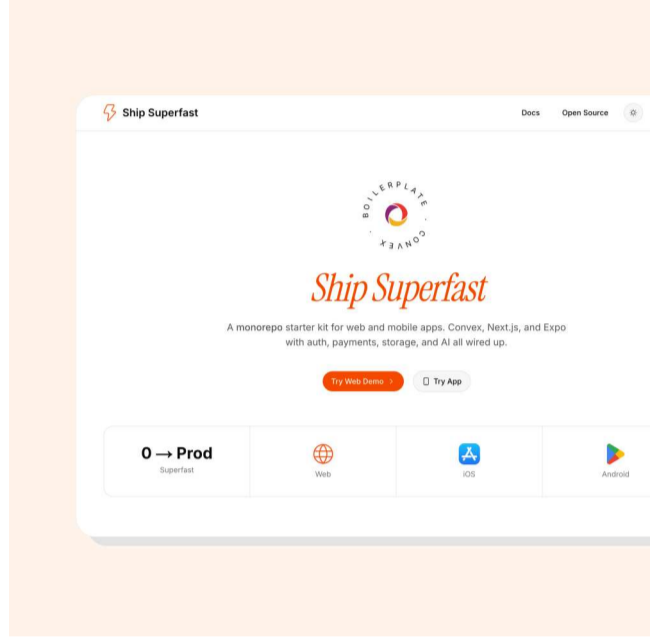 Ship Superfast
Docs
Open Source
BOILERPLATE · CONVEX ·
Ship Superfast
A monorepo starter kit for web and mobile apps. Convex, Next.js, and Expo
with auth, payments, storage, and AI all wired up.
Try Web Demo
Try App
0 → Prod
Superfast
Web
iOS
Android